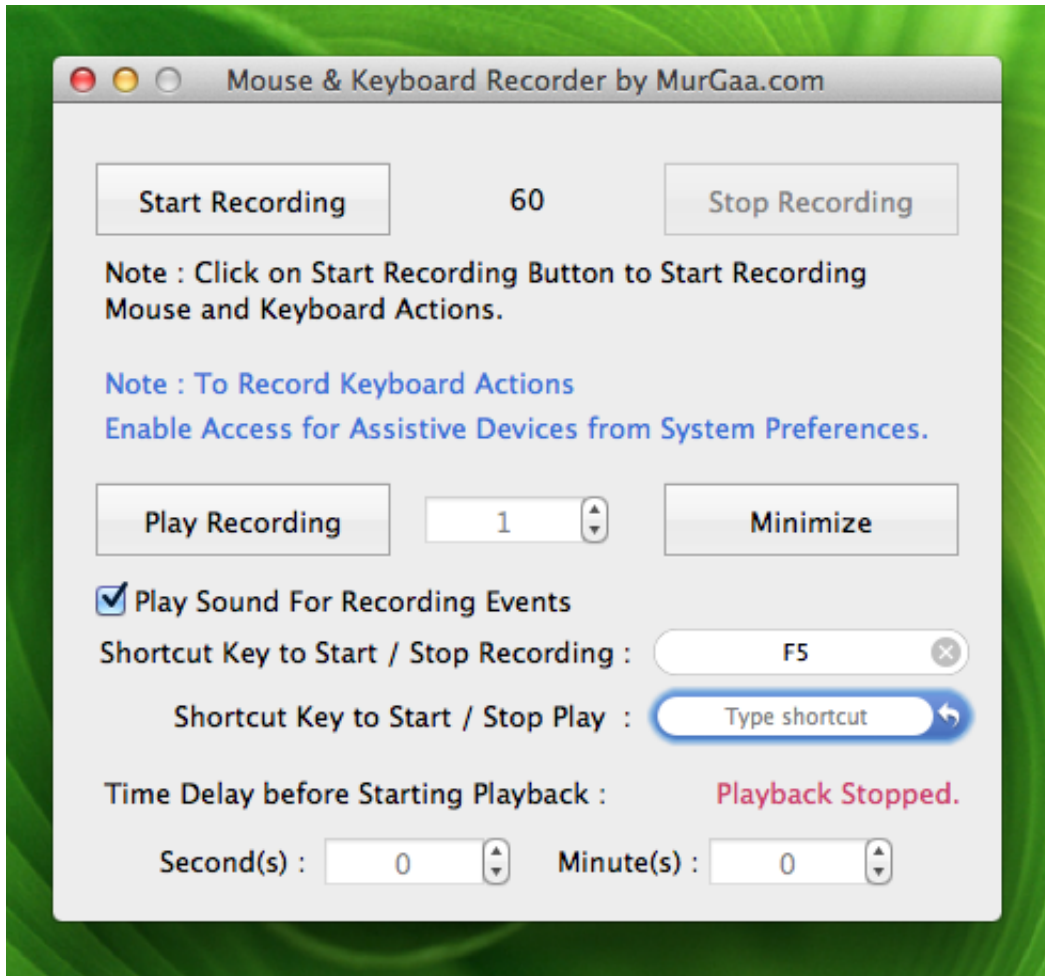 Mouse & Keyboard Recorder by MurGaa.com
Start Recording 60 Stop Recording
Note : Click on Start Recording Button to Start Recording
Mouse and Keyboard Actions.
Note : To Record Keyboard Actions
Enable Access for Assistive Devices from System Preferences.
Play Recording 1 Minimize
Play Sound For Recording Events
Shortcut Key to Start / Stop Recording : F5
Shortcut Key to Start / Stop Play : Type shortcut
Time Delay before Starting Playback : Playback Stopped.
Second(s) : 0 Minute(s) : 0